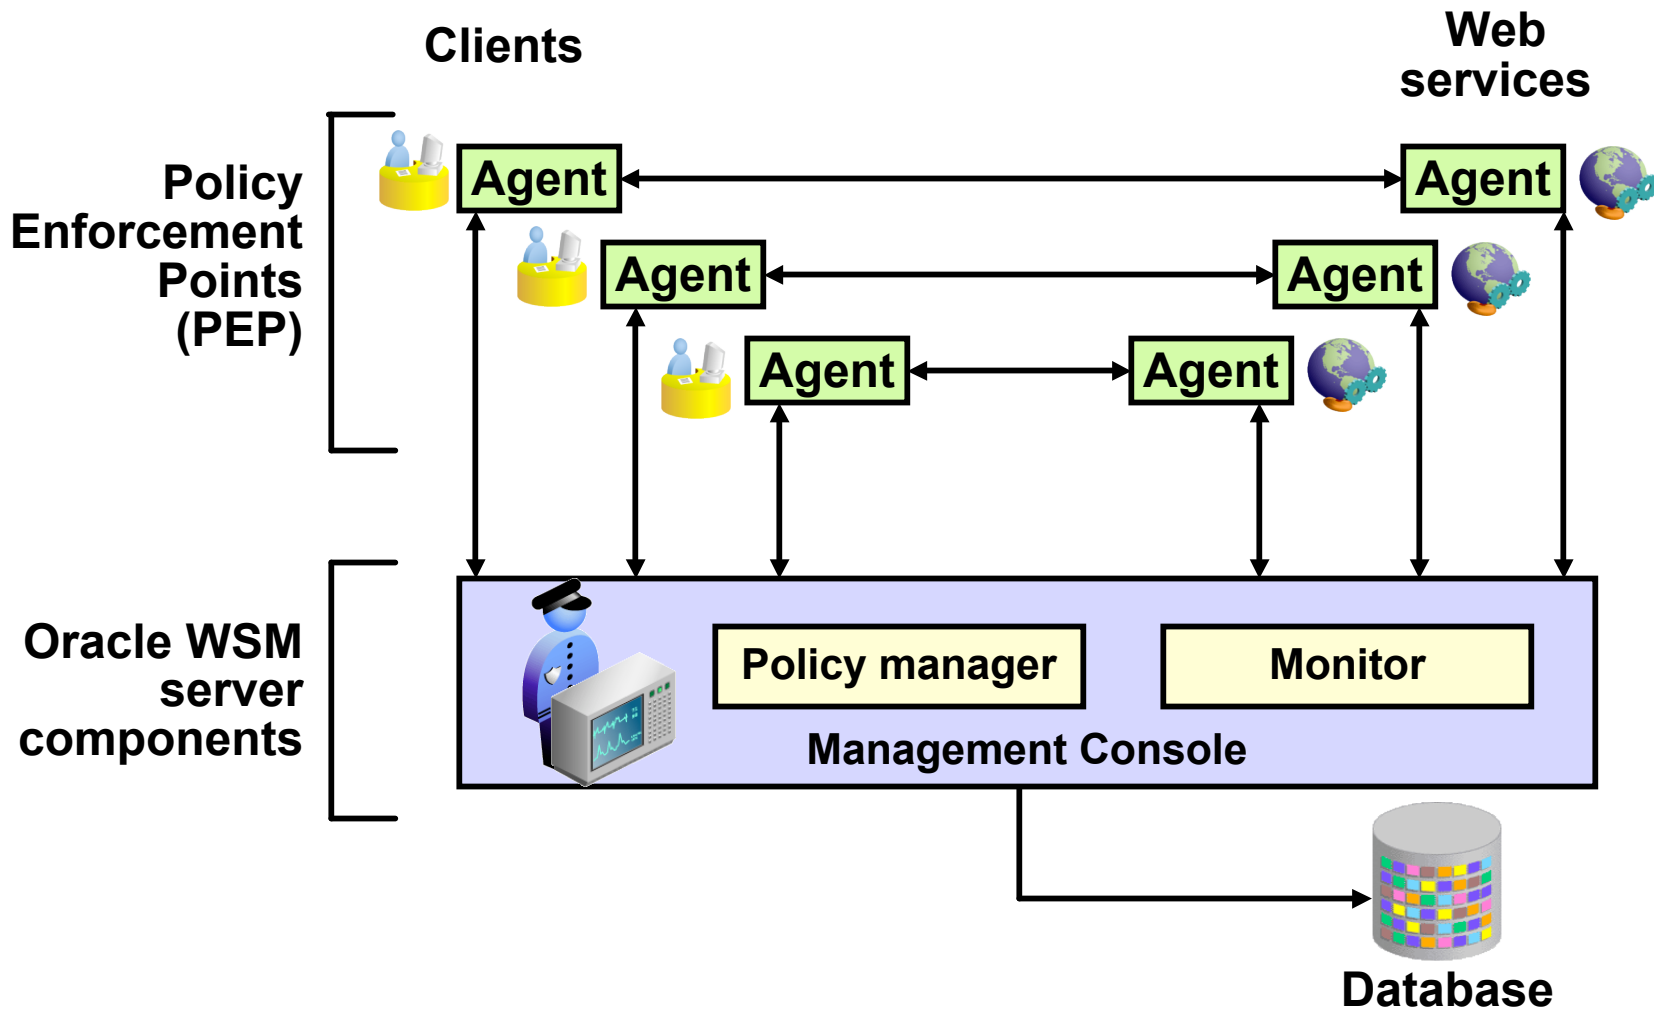 Clients
Web
services
Policy
Enforcement
Points
(PEP)
Agent
Agent
Agent
Agent
Agent
Agent
Oracle WSM
server
components
Policy manager
Monitor
Management Console
Database